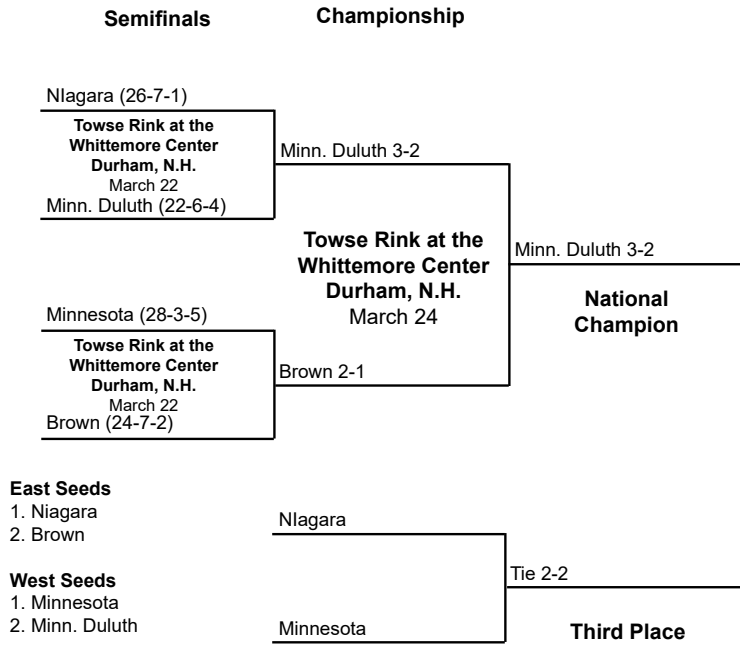 Semifinals
Championship
NIagara (26-7-1)
Towse Rink at the
Whittemore Center
Durham, N.H.
March 22
Minn. Duluth (22-6-4)
Minn. Duluth 3-2
Towse Rink at the
Whittemore Center
Durham, N.H.
March 24
Minn. Duluth 3-2
National
Champion
Minnesota (28-3-5)
Towse Rink at the
Whittemore Center
Durham, N.H.
March 22
Brown (24-7-2)
Brown 2-1
East Seeds
1. Niagara
2. Brown
West Seeds
1. Minnesota
2. Minn. Duluth
NIagara
Minnesota
Tie 2-2
Third Place